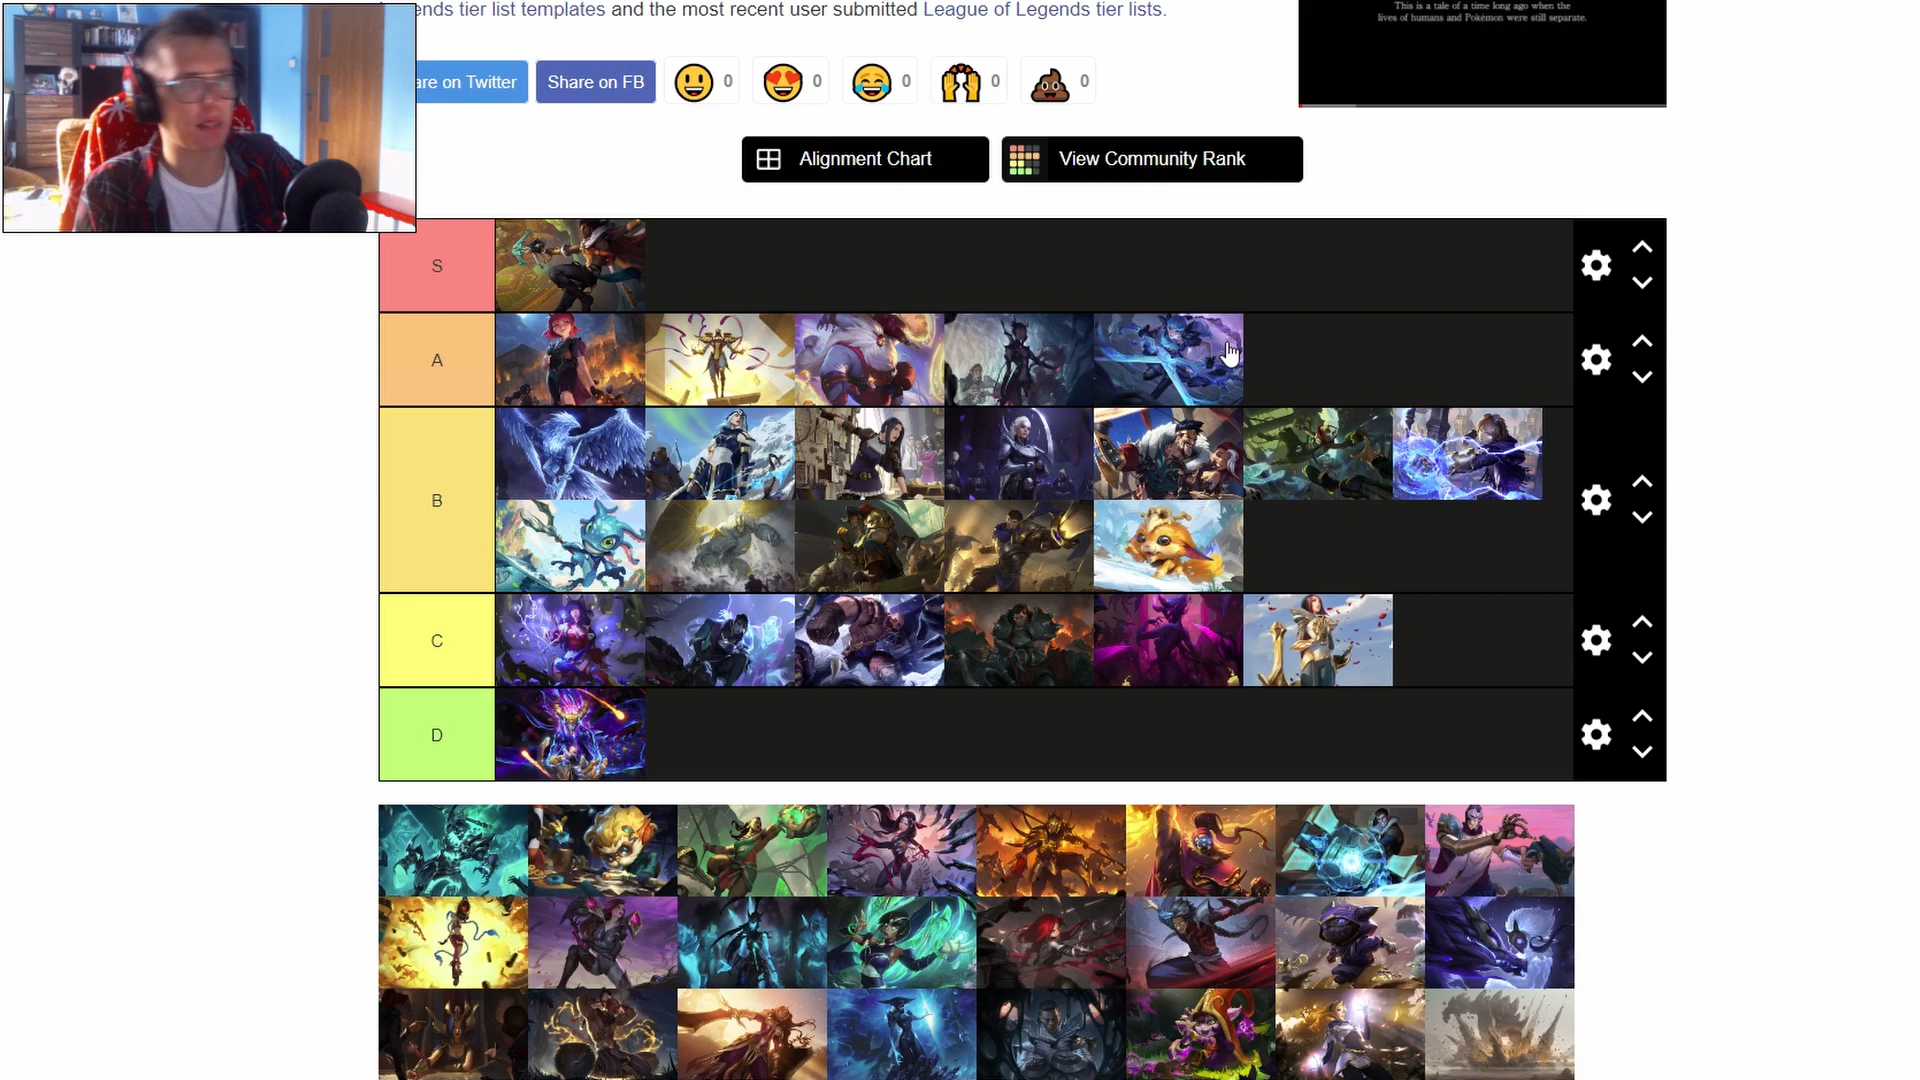 ends tier list templates and the most recent user submitted League of Legends tier lists.
This is a tale of a time long ago when the
lives of humans and Pokémon were still separate.
are on Twitter
Share on FB
0
0
0
0
0
Alignment Chart
View Community Rank
S
A
B
C
D